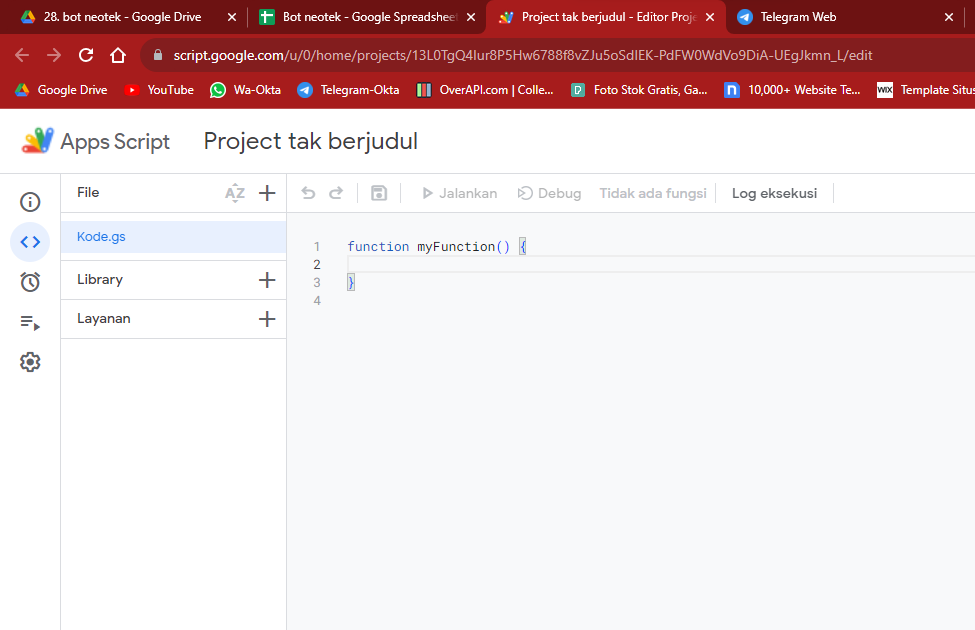 28. bot neotek - Google Drive
Bot neotek - Google Spreadsheet
Project tak berjudul - Editor Proje
Telegram Web
script.google.com/u/0/home/projects/13L0TgQ4Iur8P5Hw6788f8vZJu5oSdIEK-PdFW0WdVo9DiA-UEgJkmn_L/edit
Google Drive
YouTube
Wa-Okta
Telegram-Okta
OverAPI.com | Colle...
Foto Stok Gratis, Ga...
10,000+ Website Te...
WIX
Template Situs
Apps Script
Project tak berjudul
File
AZ
Jalankan
Debug
Tidak ada fungsi
Log eksekusi
Kode.gs
Library
Layanan
1 function myFunction() {
2
3 }
4